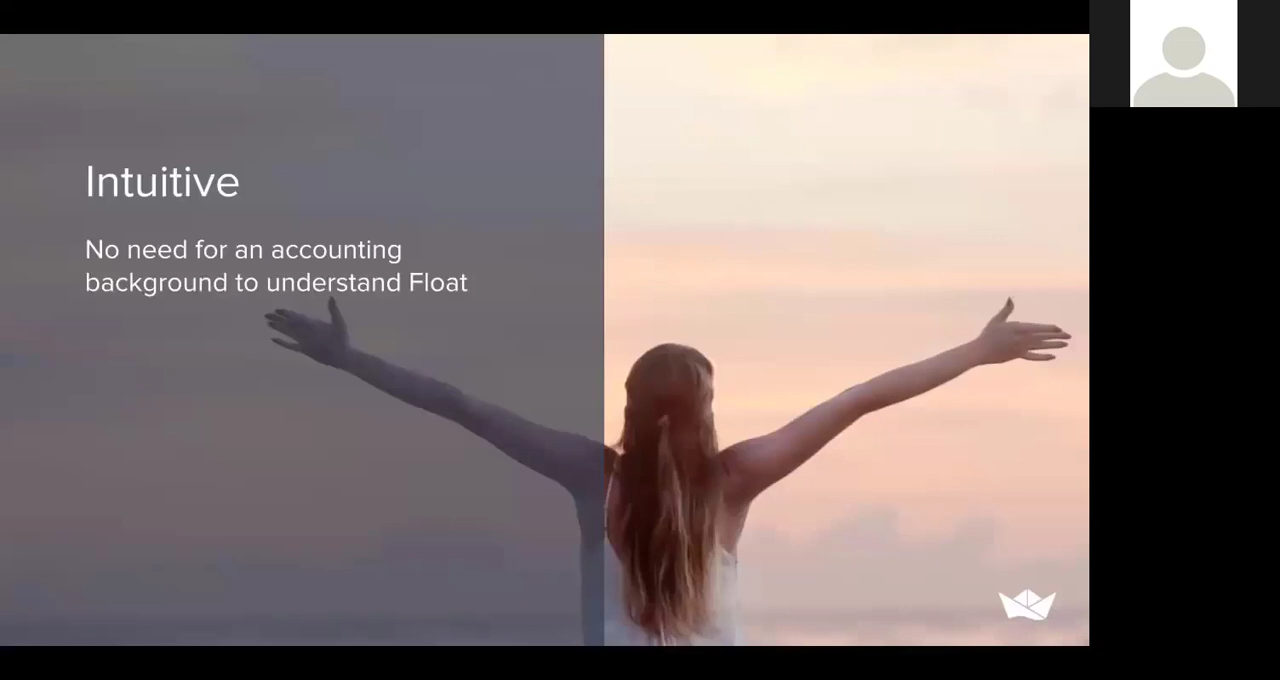 Intuitive
No need for an accounting
background to understand Float